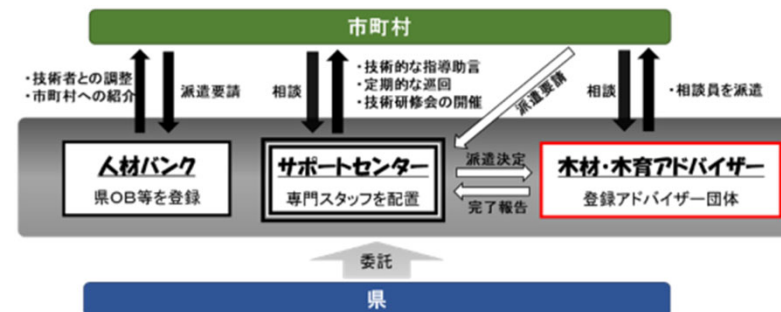 市町村
・技術者との調整
・市町村への紹介
派遣要請
相談
・技術的な指導助言
・定期的な巡回
・技術研修会の開催
派遣要請
相談
・相談員を派遣
人材バンク
県OB等を登録
サポートセンター
専門スタッフを配置
派遣決定
完了報告
木材・木育アドバイザー
登録アドバイザー団体
委託
県